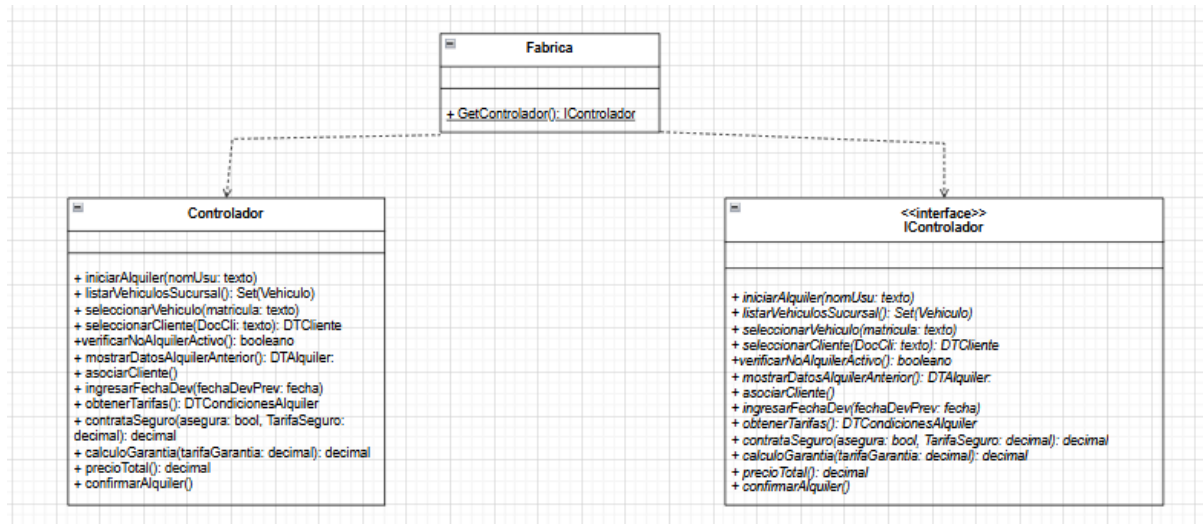 Fabrica
+ GetControlador(): IControlador
Controlador
+ iniciarAlquiler(nomUsu: texto)
+ listarVehiculosSucursal(): Set(Vehiculo)
+ seleccionarVehiculo(matricula: texto)
+ seleccionarCliente(DocCli: texto): DTCliente
+verificarNoAlquilerActivo(): booleano
+ mostrarDatosAlquilerAnterior(): DTAlquiler:
+ asociarCliente()
+ ingresarFechaDev(fechaDevPrev: fecha)
+ obtenerTarifas(): DTCondicionesAlquiler
+ contrataSeguro(asegura: bool, TarifaSeguro:
decimal): decimal
+ calculoGarantia(tarifaGarantia: decimal): decimal
+ precioTotal(): decimal
+ confirmarAlquiler()
<<interface>>
IControlador
+ iniciarAlquiler(nomUsu: texto)
+ listarVehiculosSucursal(): Set(Vehiculo)
+ seleccionarVehiculo(matricula: texto)
+ seleccionarCliente(DocCli: texto): DTCliente
+verificarNoAlquilerActivo(): booleano
+ mostrarDatosAlquilerAnterior(): DTAlquiler:
+ asociarCliente()
+ ingresarFechaDev(fechaDevPrev: fecha)
+ obtenerTarifas(): DTCondicionesAlquiler
+ contrataSeguro(asegura: bool, TarifaSeguro: decimal): decimal
+ calculoGarantia(tarifaGarantia: decimal): decimal
+ precioTotal(): decimal
+ confirmarAlquiler()